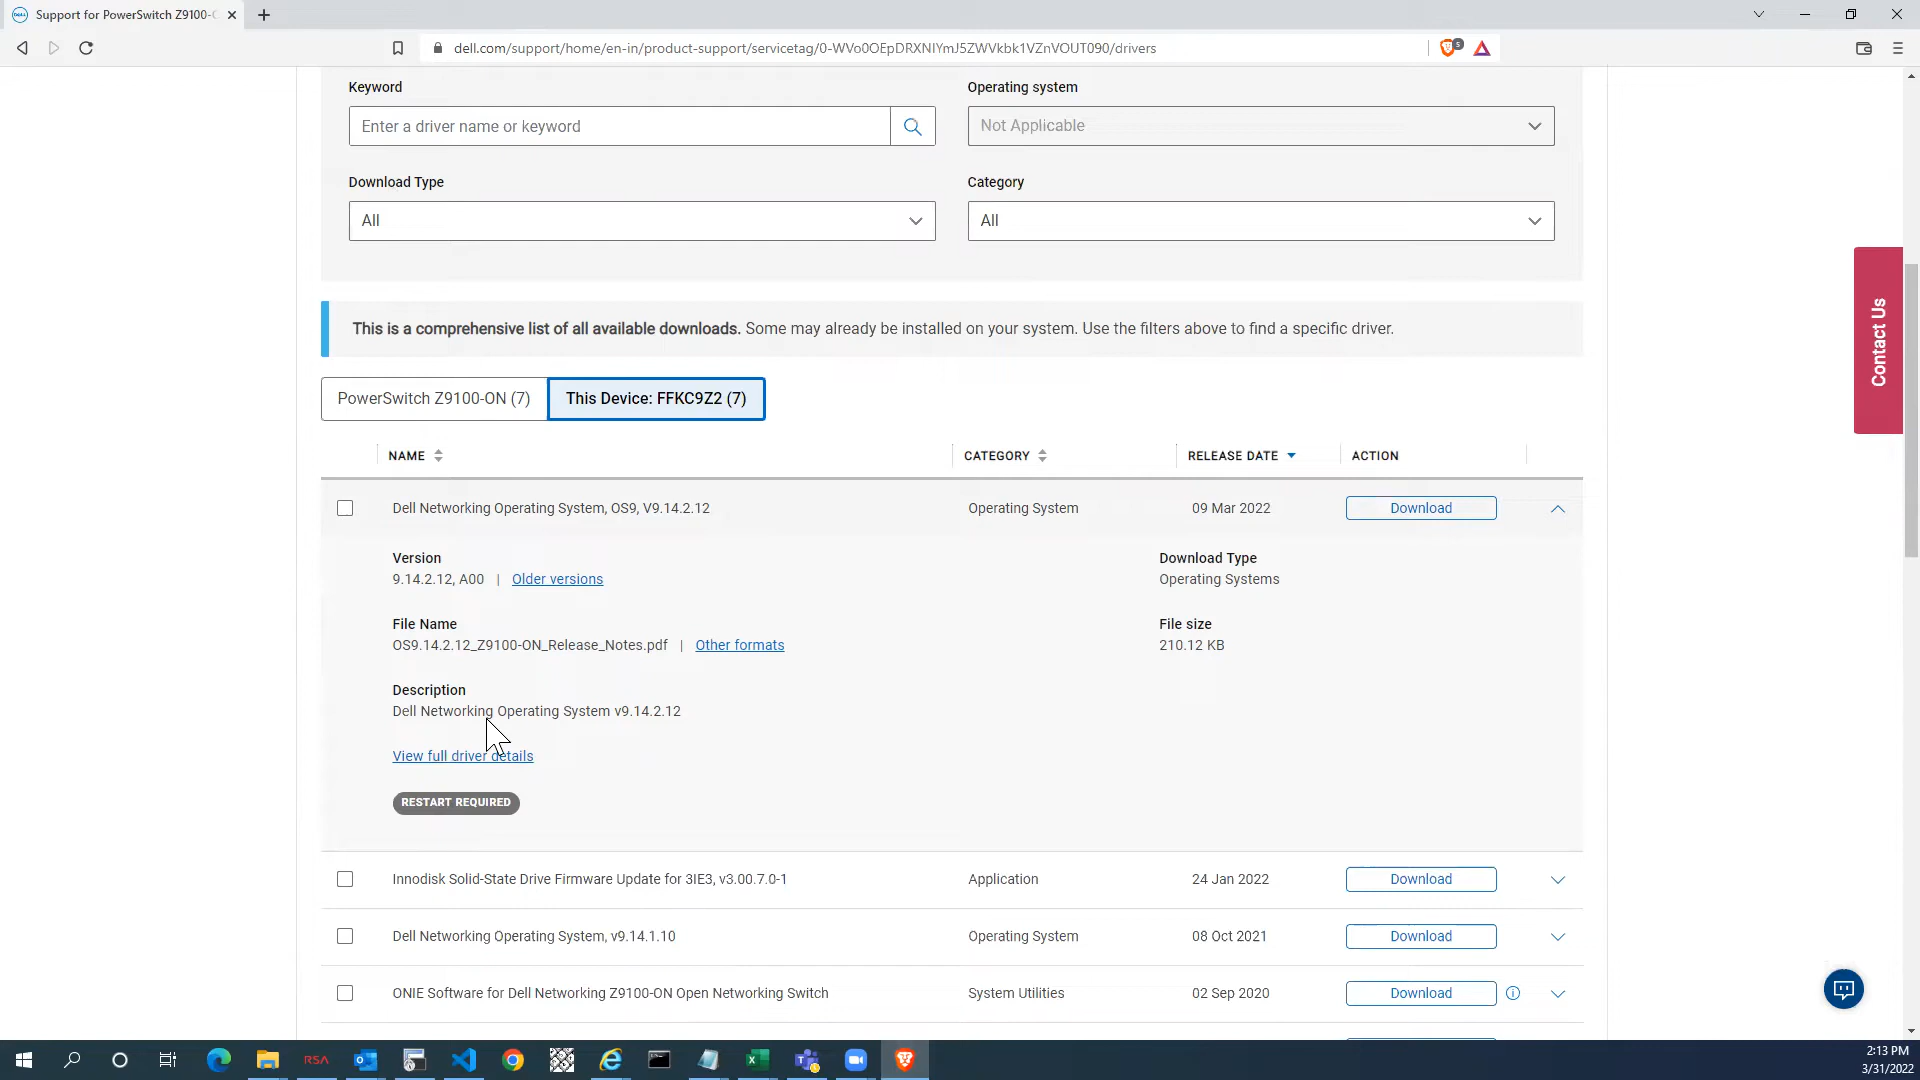 Support for PowerSwitch Z9100-
dell.com/support/home/en-in/product-support/servicetag/0-WVo0OEpDRXNIYmJ5ZWVkbk1VZnVOUT090/drivers
5
Keyword
Operating system
Enter a driver name or keyword
Not Applicable
Download Type
Category
All
All
Contact Us
This is a comprehensive list of all available downloads. Some may already be installed on your system. Use the filters above to find a specific driver.
PowerSwitch Z9100-ON (7)
This Device: FFKC9Z2 (7)
NAME
CATEGORY
RELEASE DATE
ACTION
Dell Networking Operating System, OS9, V9.14.2.12
Operating System
09 Mar 2022
Download
Version
Download Type
9.14.2.12, A00 | Older versions
Operating Systems
File Name
File size
OS9.14.2.12_Z9100-ON_Release_Notes.pdf | Other formats
210.12 KB
Description
Dell Networking Operating System v9.14.2.12
View full driver details
RESTART REQUIRED
Innodisk Solid-State Drive Firmware Update for 3IE3, v3.00.7.0-1
Application
24 Jan 2022
Download
Dell Networking Operating System, v9.14.1.10
Operating System
08 Oct 2021
Download
ONIE Software for Dell Networking Z9100-ON Open Networking Switch
System Utilities
02 Sep 2020
Download
RSA
2:13 PM
3/31/2022